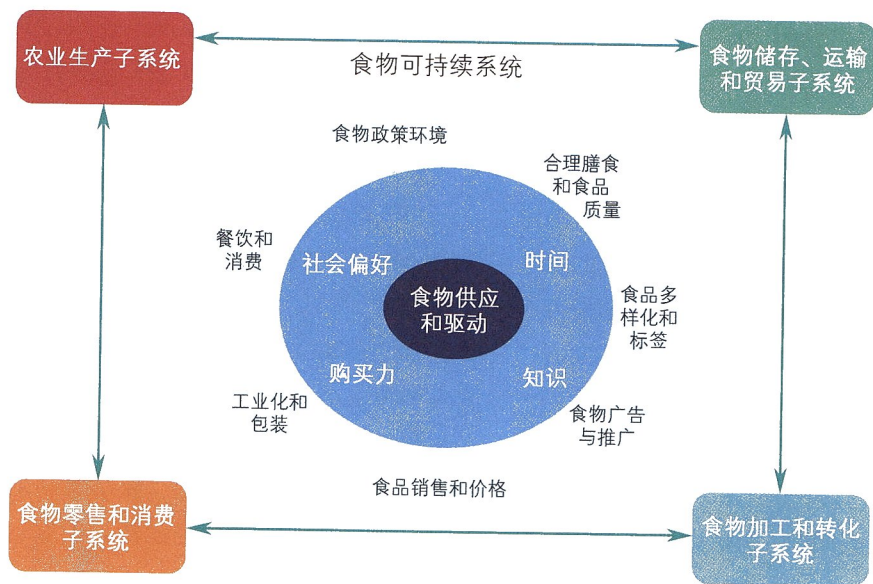 农业生产子系统
食物可持续系统
食物储存、运输
和贸易子系统
食物政策环境
合理膳食
和食品
质量
餐饮和
消费
社会偏好
时间
食物供应
和驱动
食品多
样化和
标签
购买力
知识
工业化和
包装
食物广告
与推广
食品销售和价格
食物零售和消费
子系统
食物加工和转化
子系统